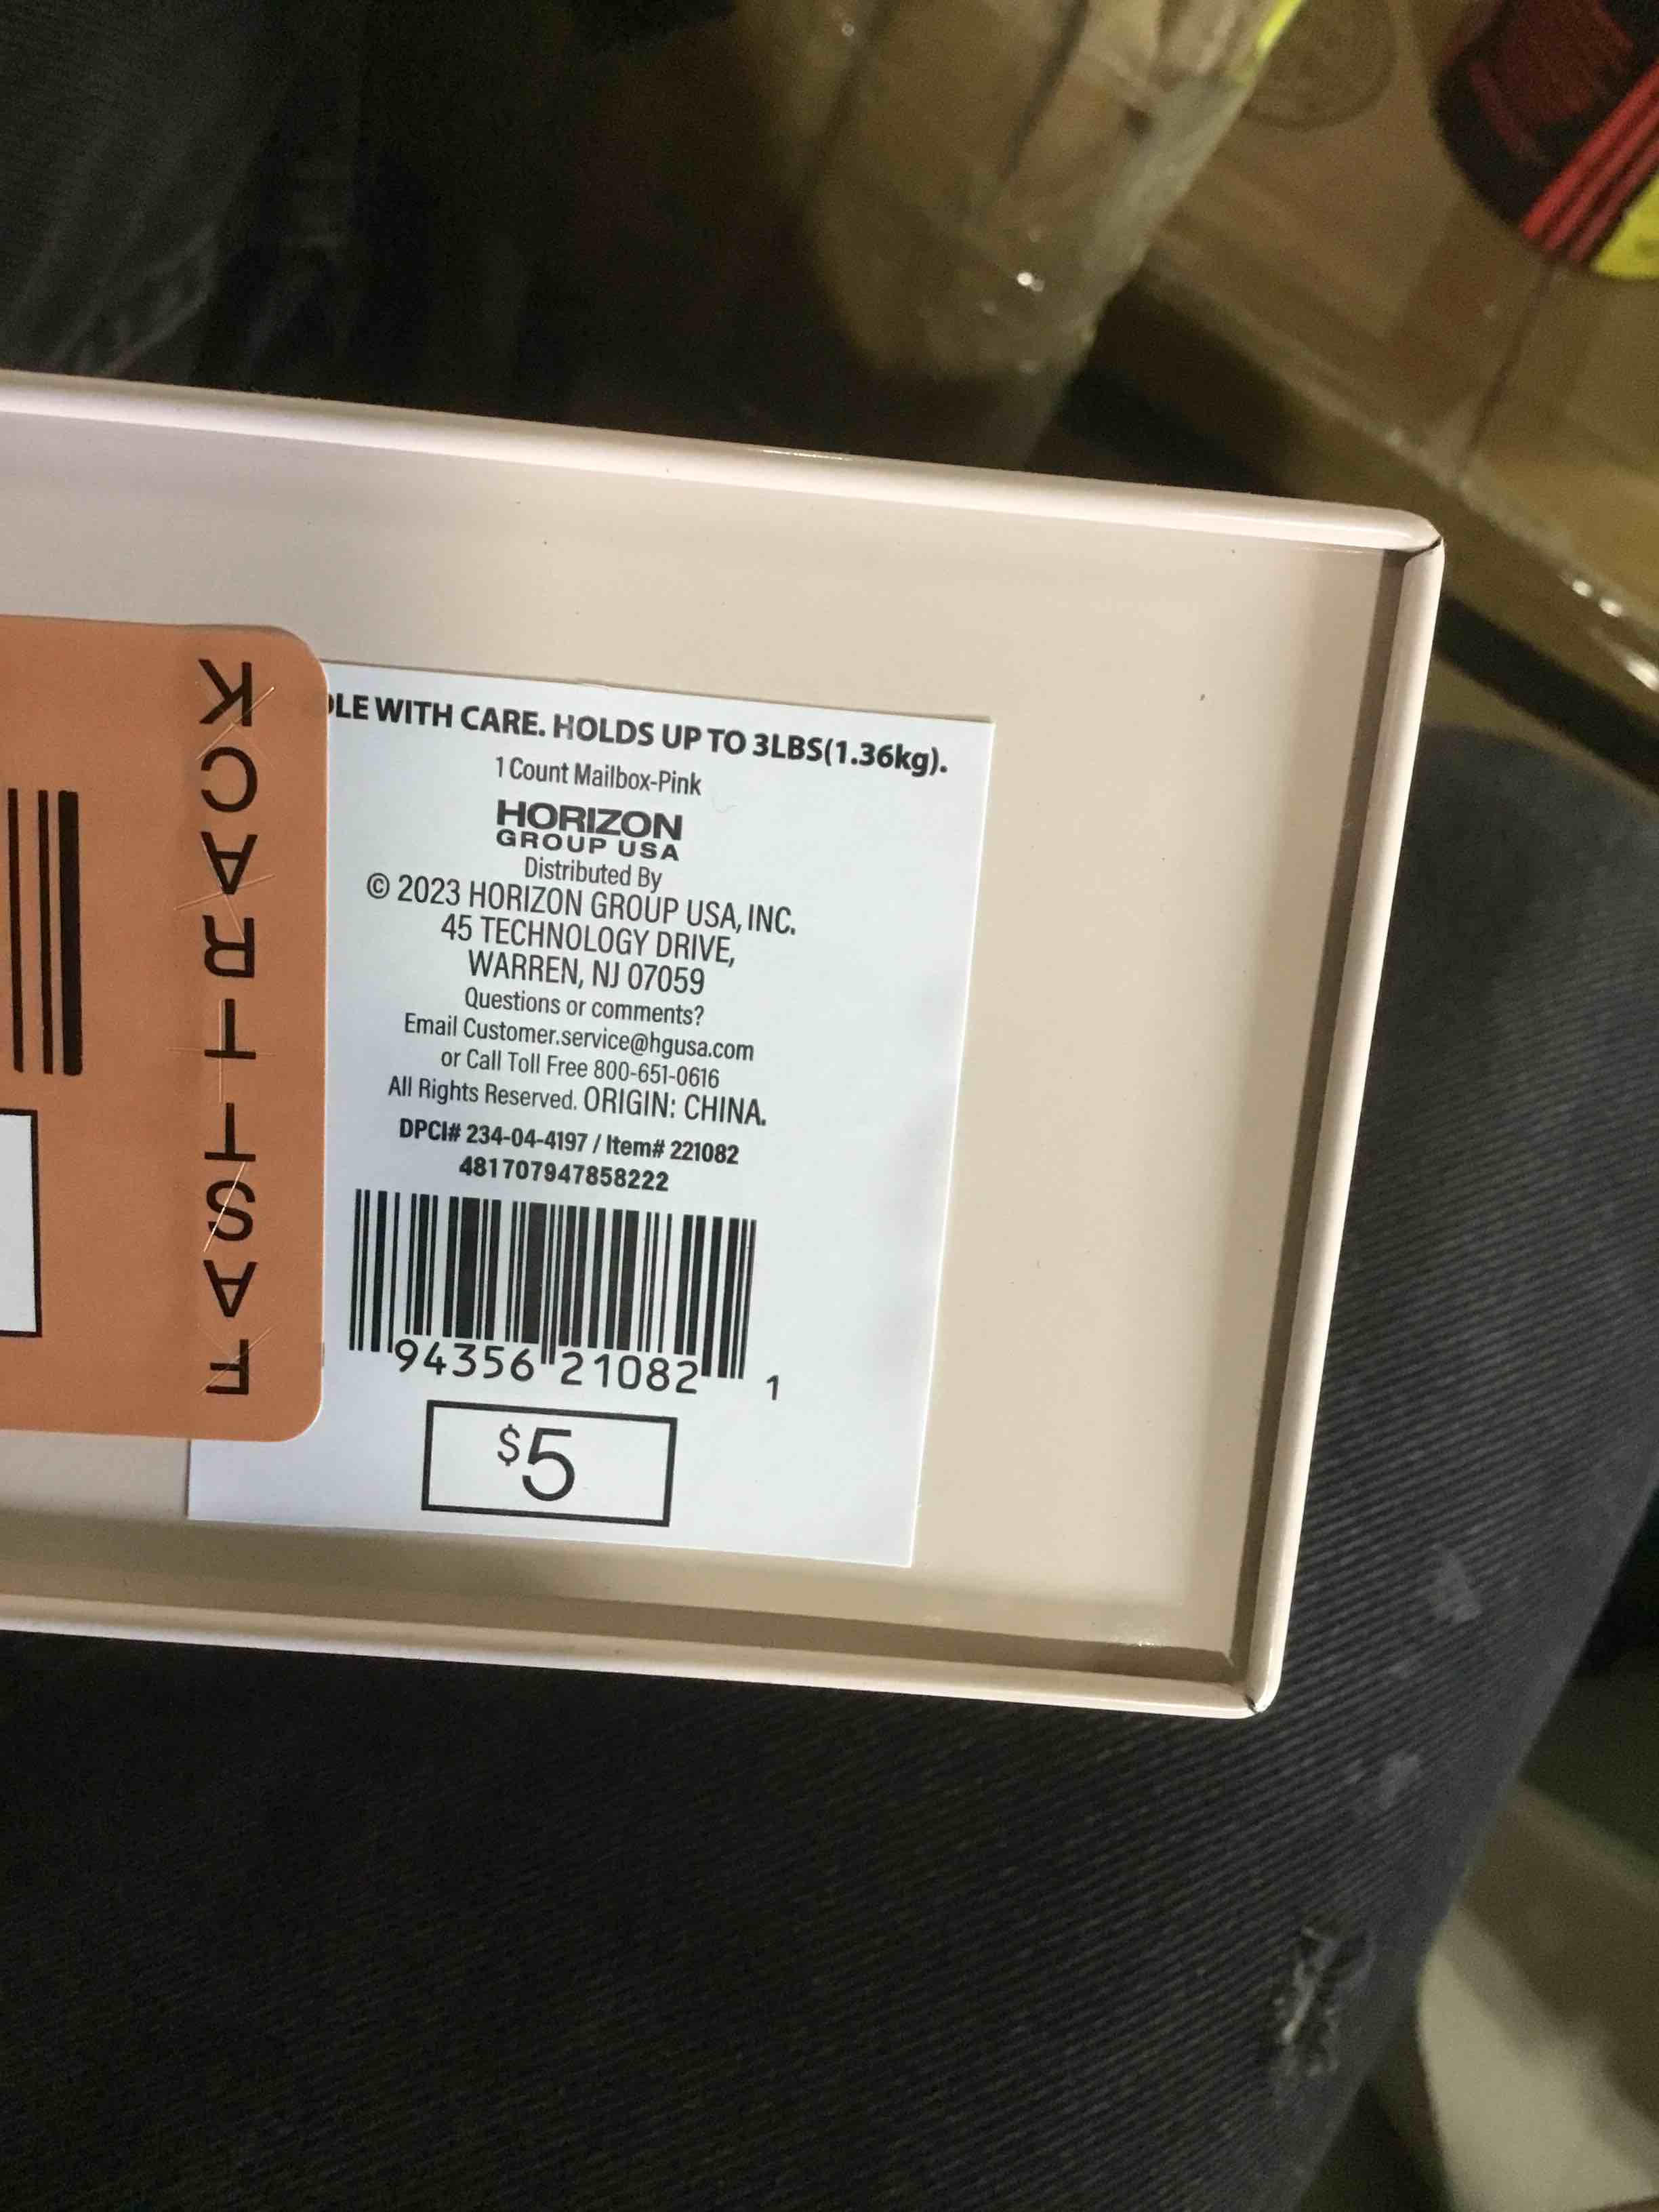 FASTTRACK
LE WITH CARE. HOLDS UP TO 3LBS(1.36kg).
1 Count Mailbox-Pink
HORIZON
GROUP USA
Distributed By
© 2023 HORIZON GROUP USA, INC.
45 TECHNOLOGY DRIVE,
WARREN, NJ 07059
Questions or comments?
Email Customer.service@hgusa.com
or Call Toll Free 800-651-0616
All Rights Reserved. ORIGIN: CHINA.
DPCI# 234-04-4197 / Item# 221082
481707947858222
94356 21082 1
$5